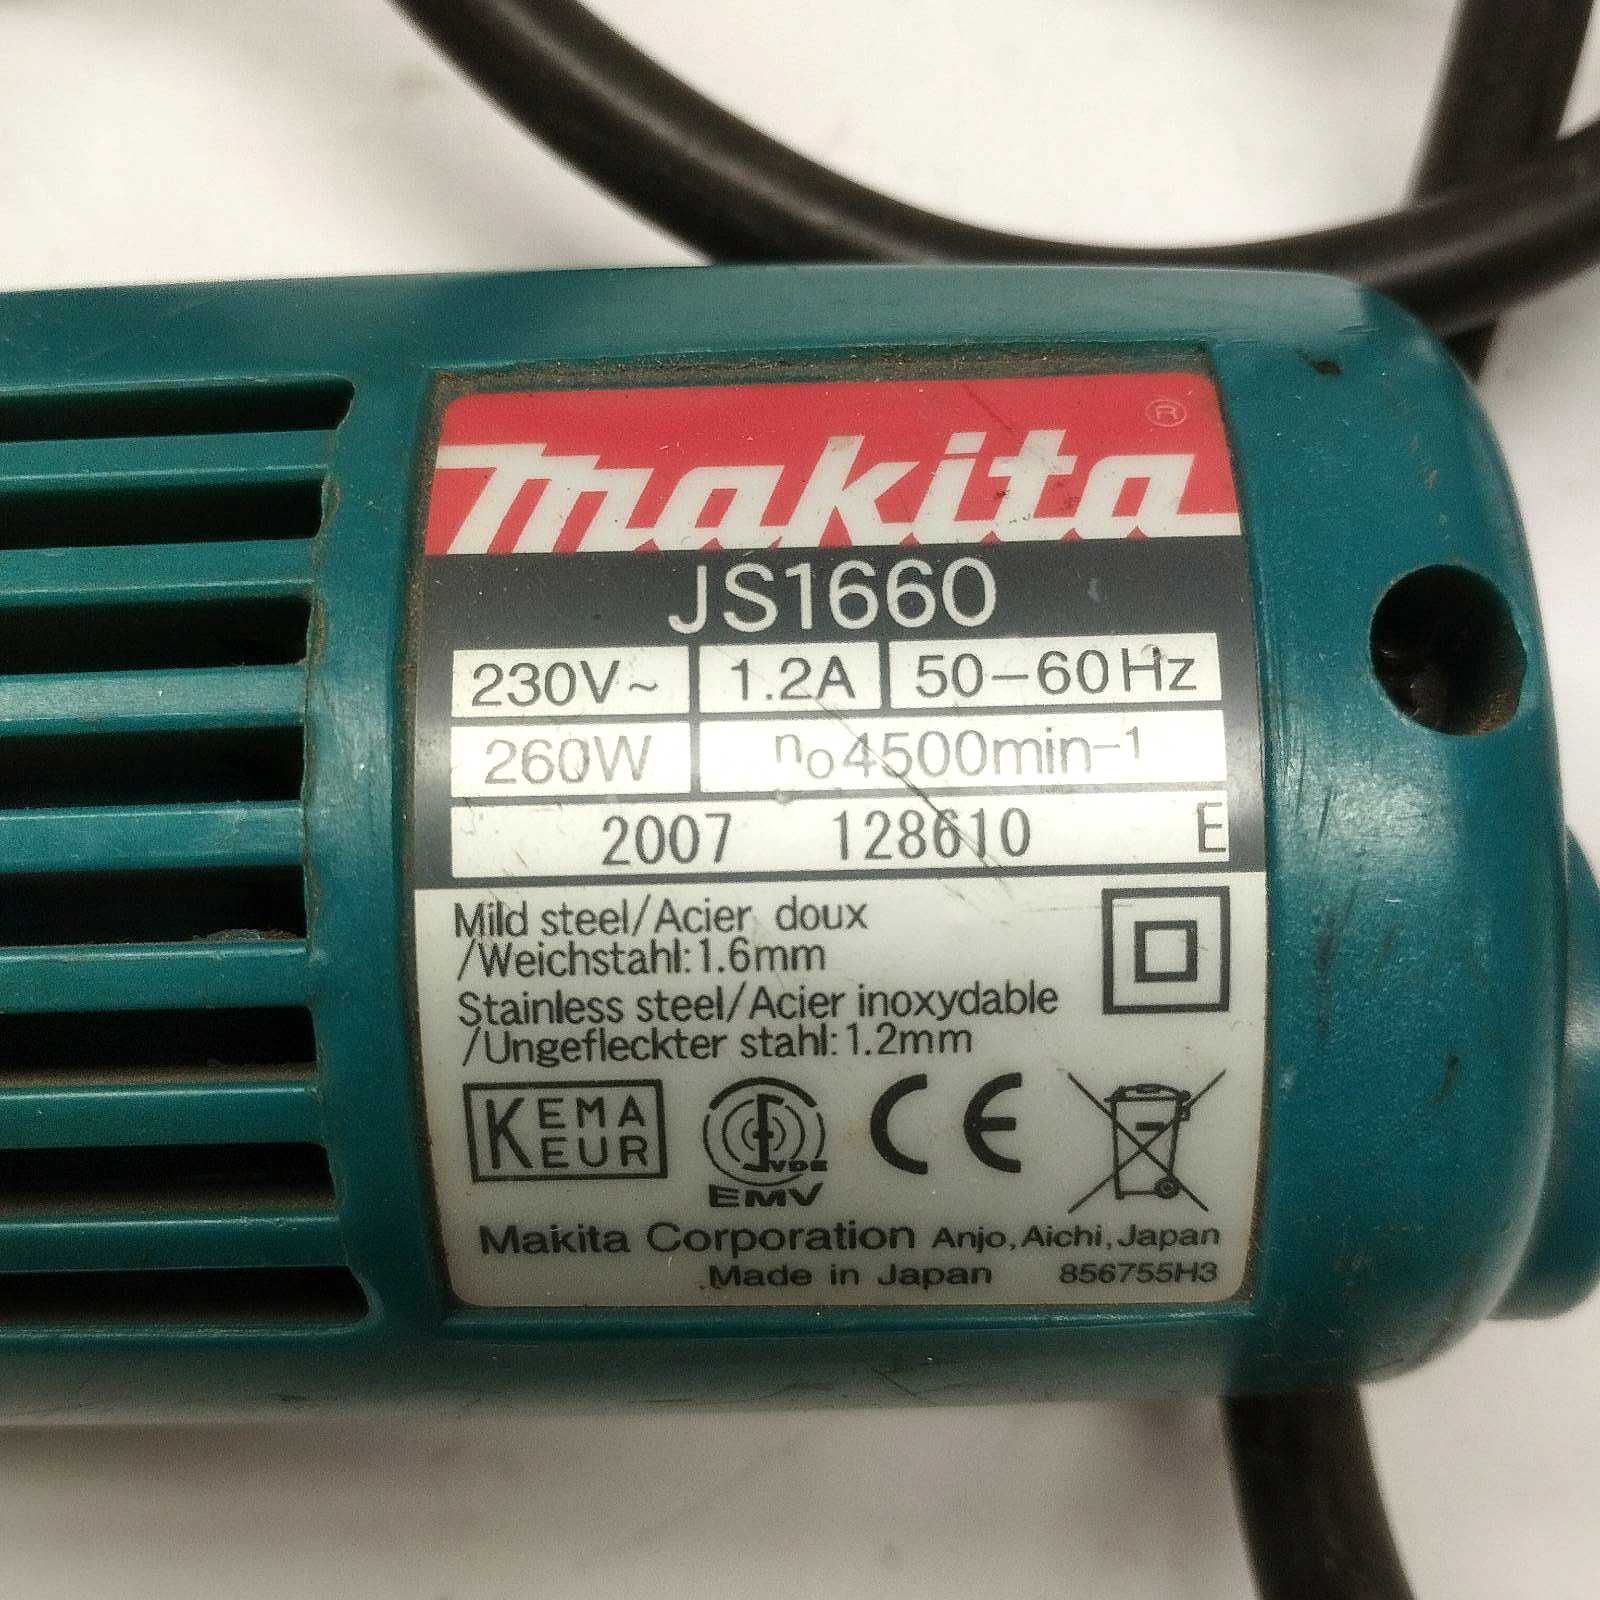 makita ®
JS1660
230V~ 1.2A 50-60Hz
260W no4500min-1
2007 128610 E
Mild steel/Acier doux
/Weichstahl:1.6mm
Stainless steel/Acier inoxydable
/Ungefleckter stahl:1.2mm
KEMA
KEUR
VDE
EMV
CE
Makita Corporation Anjo, Aichi, Japan
Made in Japan 856755H3